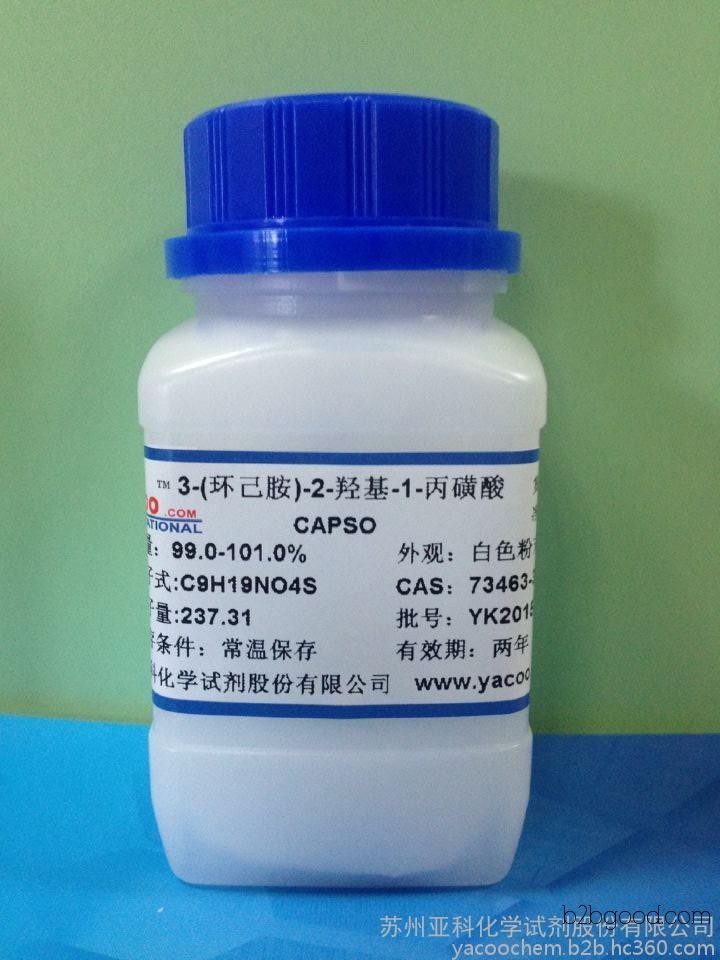 ™ 3-(环己胺)-2-羟基-1-丙磺酸
.COM
CAPSO
量: 99.0-101.0%
外观: 白色粉
子式:C9H19NO4S
CAS: 73463-
子量:237.31
批号: YK2015
存条件: 常温保存
有效期: 两年
科化学试剂股份有限公司 www.yacoo
b2bgood.com
苏州亚科化学试剂股份有限公司
yacoochem.b2b.hc360.com